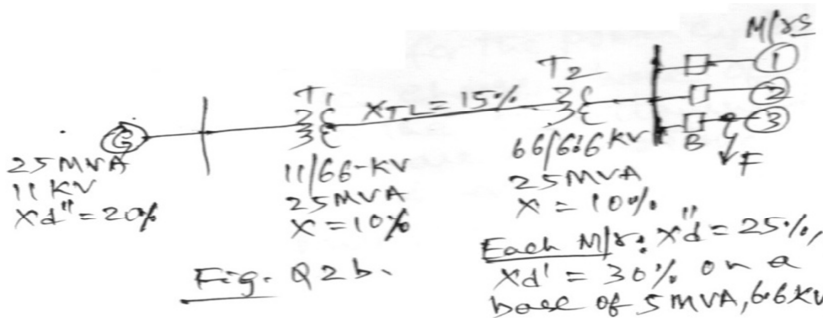 M/rs
T1
T2
XTL = 15%
1
2
3
G
B
F
25 MVA
11 KV
Xd" = 20%
11/66-KV
25 MVA
X = 10%
66/6.6 KV
25 MVA
X = 10%
Each M/r: Xd" = 25%,
Xd' = 30% on a
base of 5 MVA, 6.6 KV
Fig. Q2b.